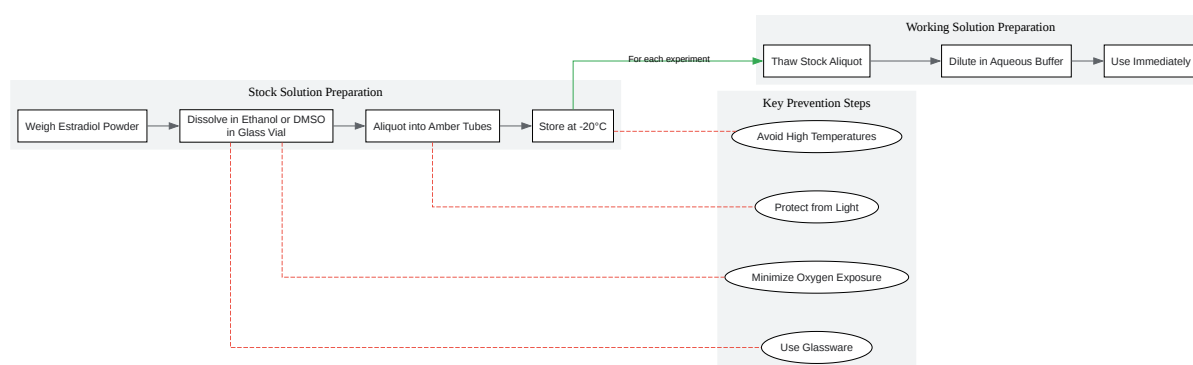 Working Solution Preparation
For each experiment
Thaw Stock Aliquot
Dilute in Aqueous Buffer
Use Immediately
Stock Solution Preparation
Weigh Estradiol Powder
Dissolve in Ethanol or DMSO
in Glass Vial
Aliquot into Amber Tubes
Store at -20°C
Key Prevention Steps
Avoid High Temperatures
Protect from Light
Minimize Oxygen Exposure
Use Glassware